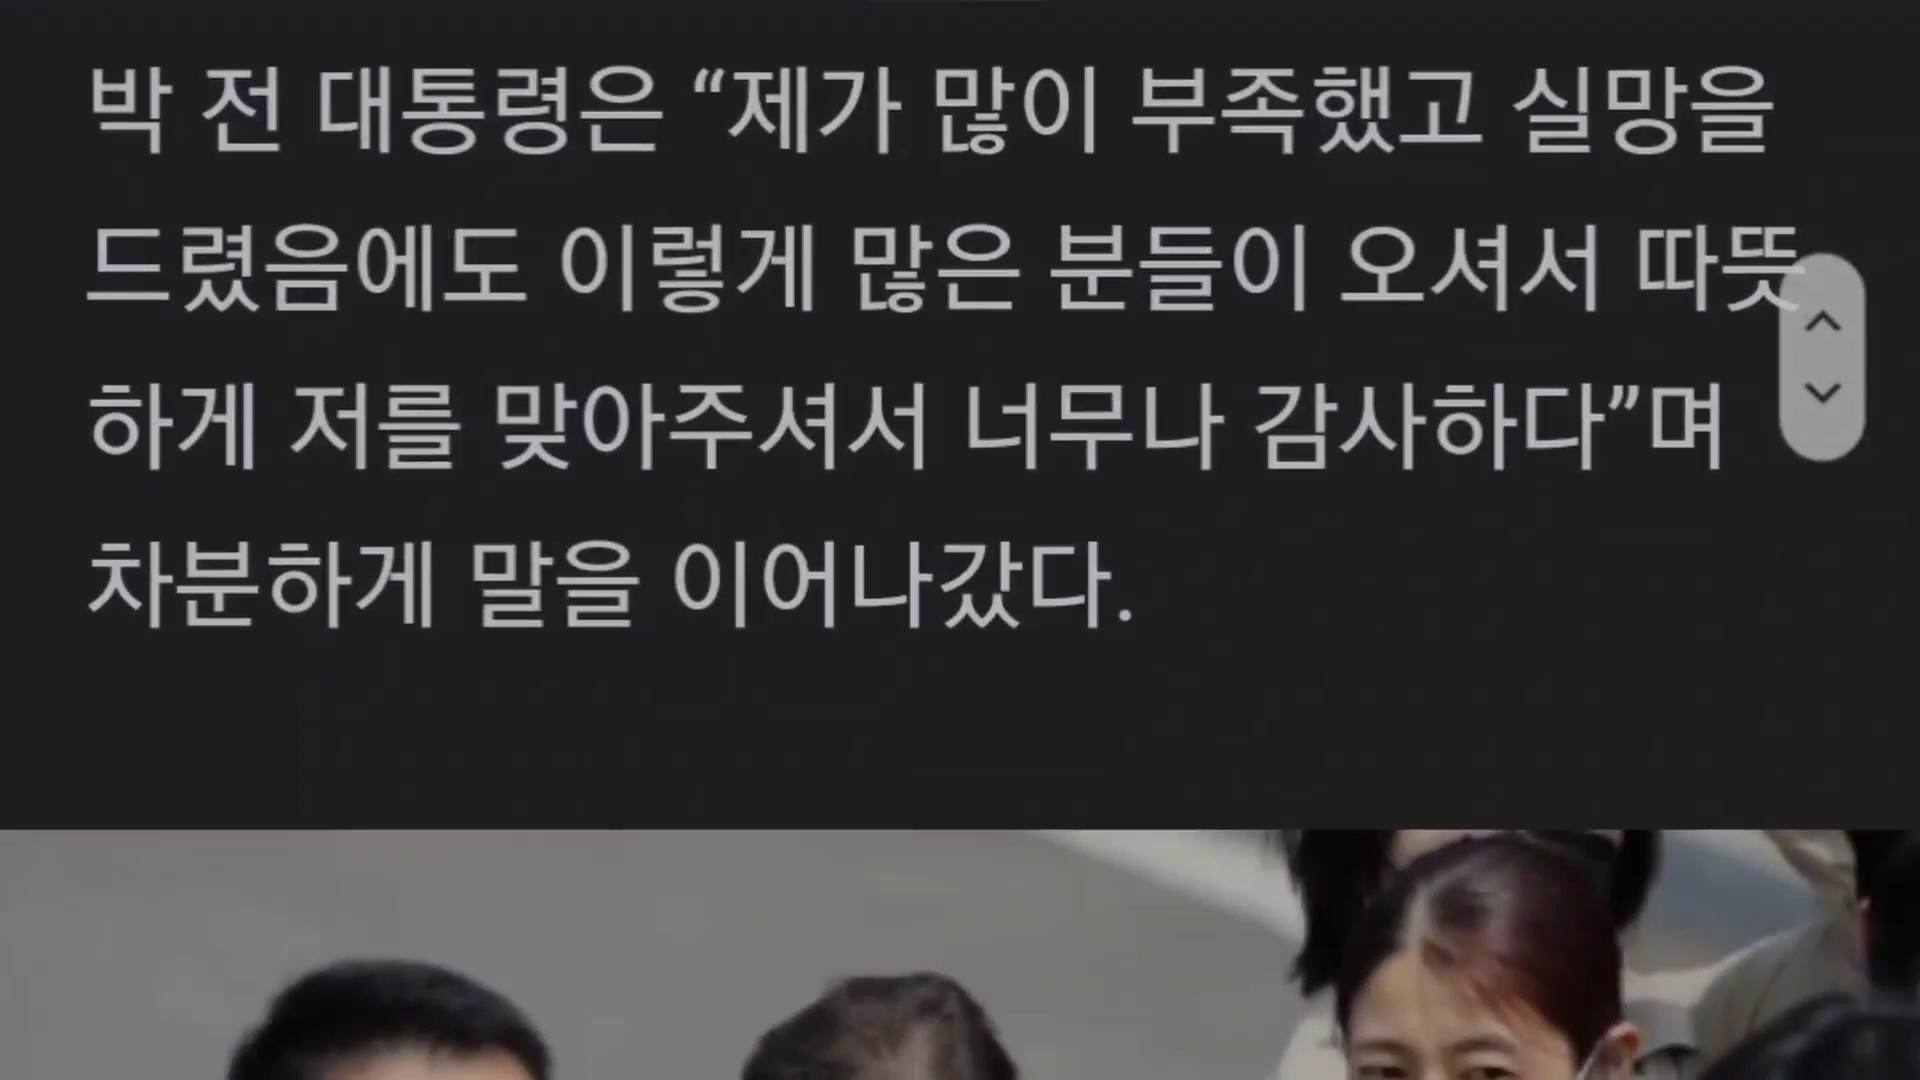 박 전 대통령은 “제가 많이 부족했고 실망을
드렸음에도 이렇게 많은 분들이 오셔서 따뜻
하게 저를 맞아주셔서 너무나 감사하다”며
차분하게 말을 이어나갔다.